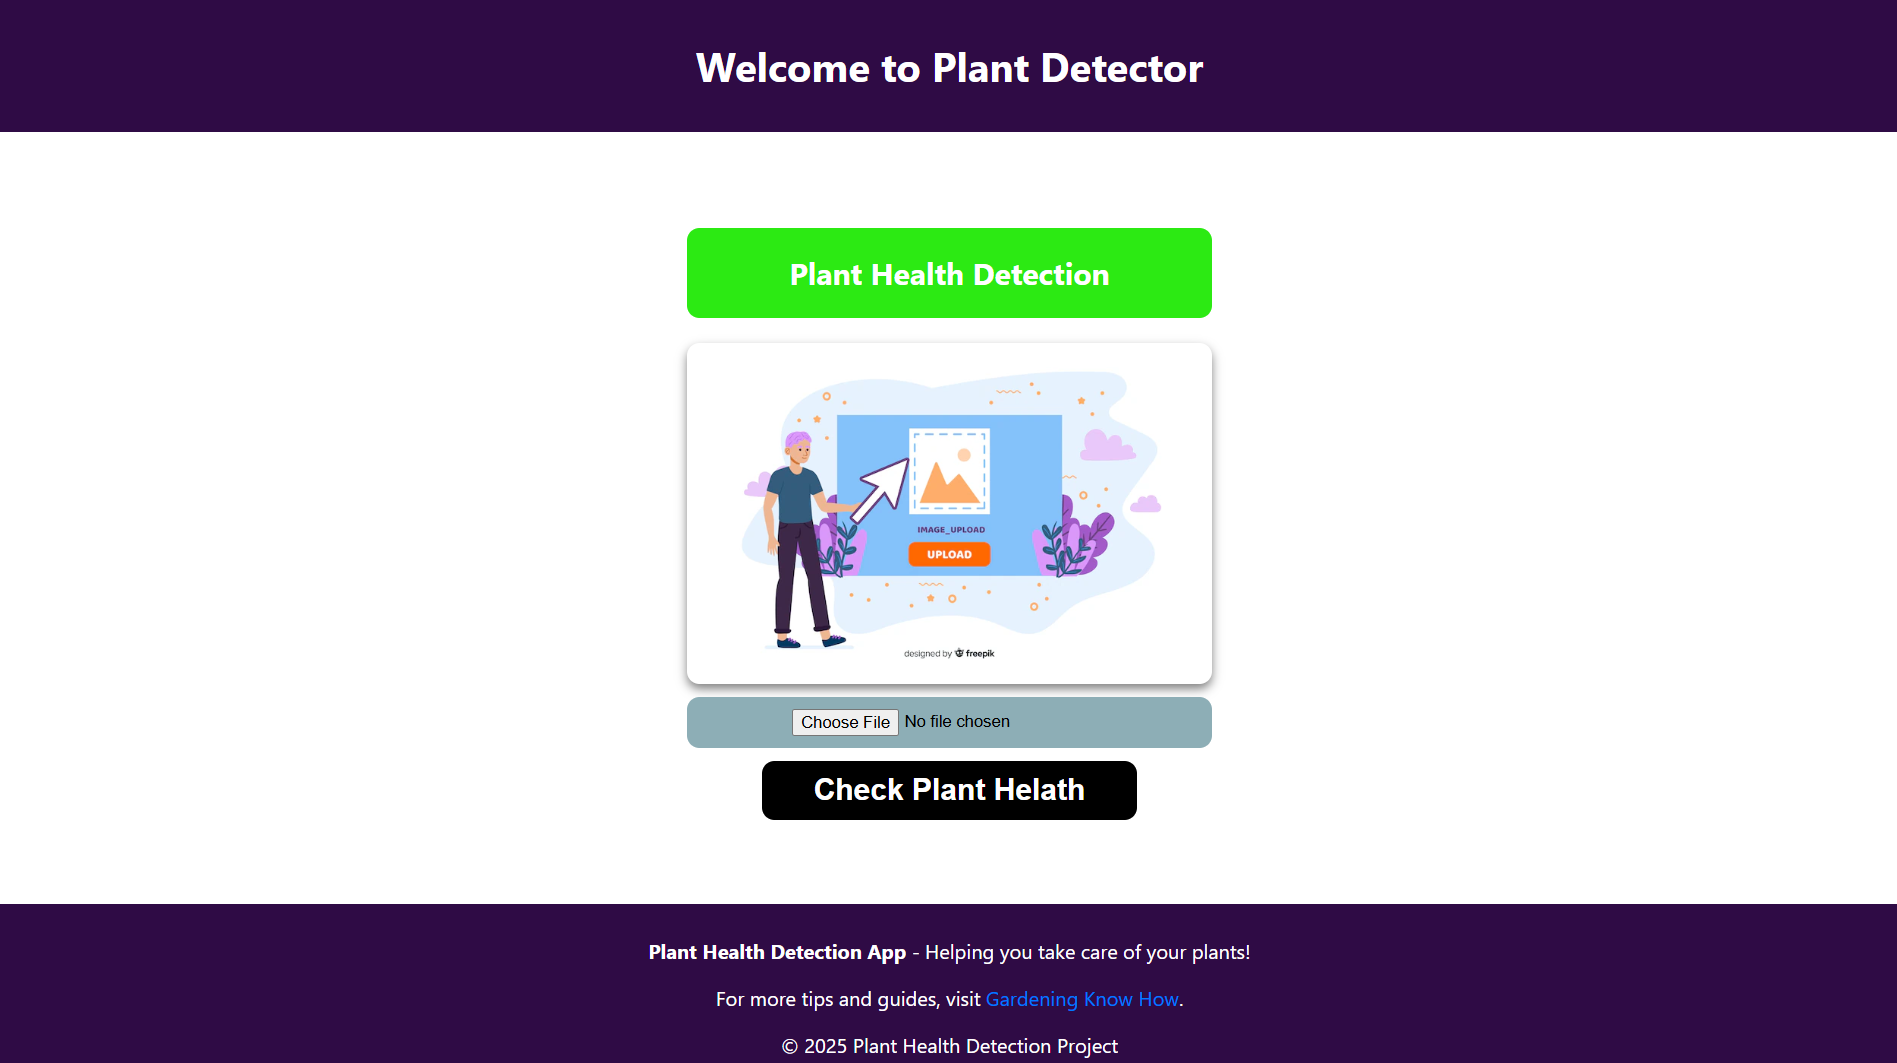 Welcome to Plant Detector
Plant Health Detection
IMAGE_UPLOAD
UPLOAD
designed by freepik
Choose File No file chosen
Check Plant Helath
Plant Health Detection App - Helping you take care of your plants!
For more tips and guides, visit Gardening Know How.
© 2025 Plant Health Detection Project